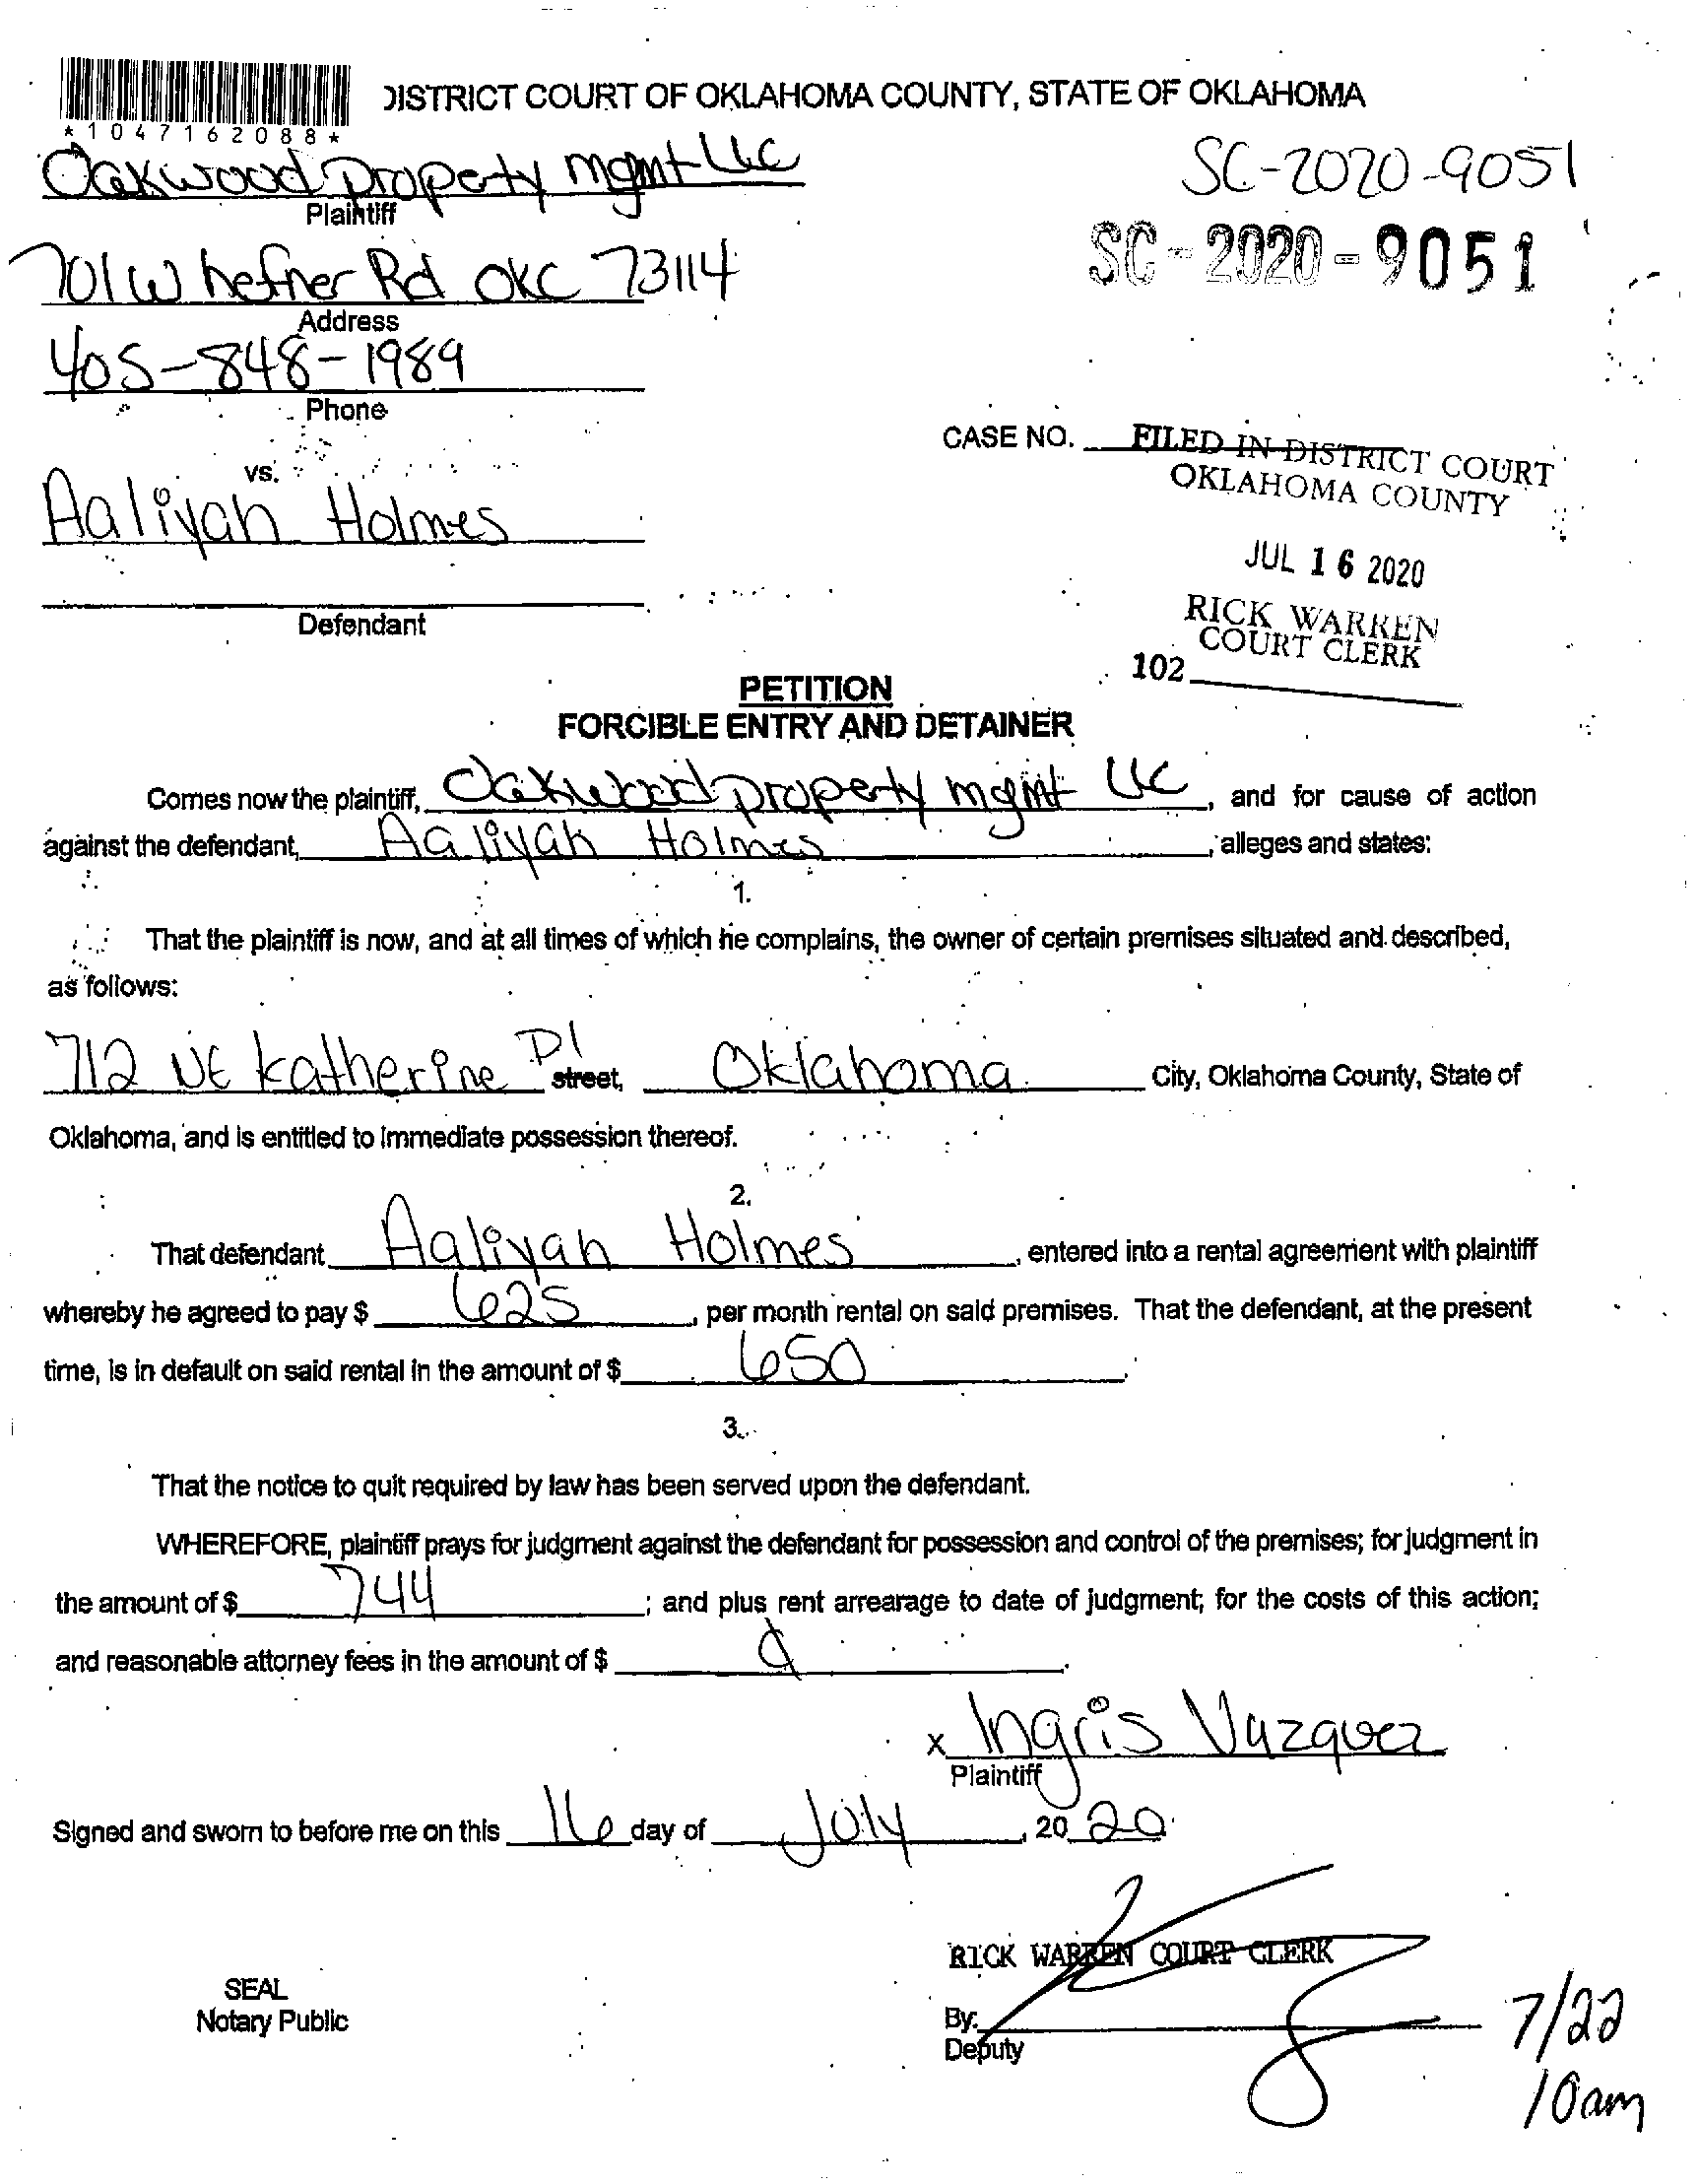 DISTRICT COURT OF OKLAHOMA COUNTY, STATE OF OKLAHOMA
*1047162088*
Oakwood Property mgmt LLC
SC-2020-9051
Plaintiff
SC-2020-9051
701 W hefner Rd OKC 73114
Address
405-848-1989
Phone
CASE NO.
FILED IN DISTRICT COURT
OKLAHOMA COUNTY
vs.
Aaliyah Holmes
JUL 16 2020
RICK WARREN
COURT CLERK
Defendant
102
PETITION
FORCIBLE ENTRY AND DETAINER
Comes now the plaintiff, Oakwood property mgmt LLC, and for cause of action
against the defendant, Aaliyah Holmes, alleges and states:
1.
That the plaintiff is now, and at all times of which he complains, the owner of certain premises situated and described,
as follows:
712 NE Katherine Pl street, Oklahoma City, Oklahoma County, State of
Oklahoma, and is entitled to immediate possession thereof.
2.
That defendant Aaliyah Holmes, entered into a rental agreement with plaintiff
whereby he agreed to pay $ 625, per month rental on said premises. That the defendant, at the present
time, is in default on said rental in the amount of $ 650.
3.
That the notice to quit required by law has been served upon the defendant.
WHEREFORE, plaintiff prays for judgment against the defendant for possession and control of the premises; for judgment in
the amount of $ 744; and plus rent arrearage to date of judgment; for the costs of this action;
and reasonable attorney fees in the amount of $
x Ingris Vazquez
Plaintiff
Signed and sworn to before me on this 16 day of July, 20 20
RICK WARREN COURT CLERK
SEAL
Notary Public
By:
Deputy
7/22
10am